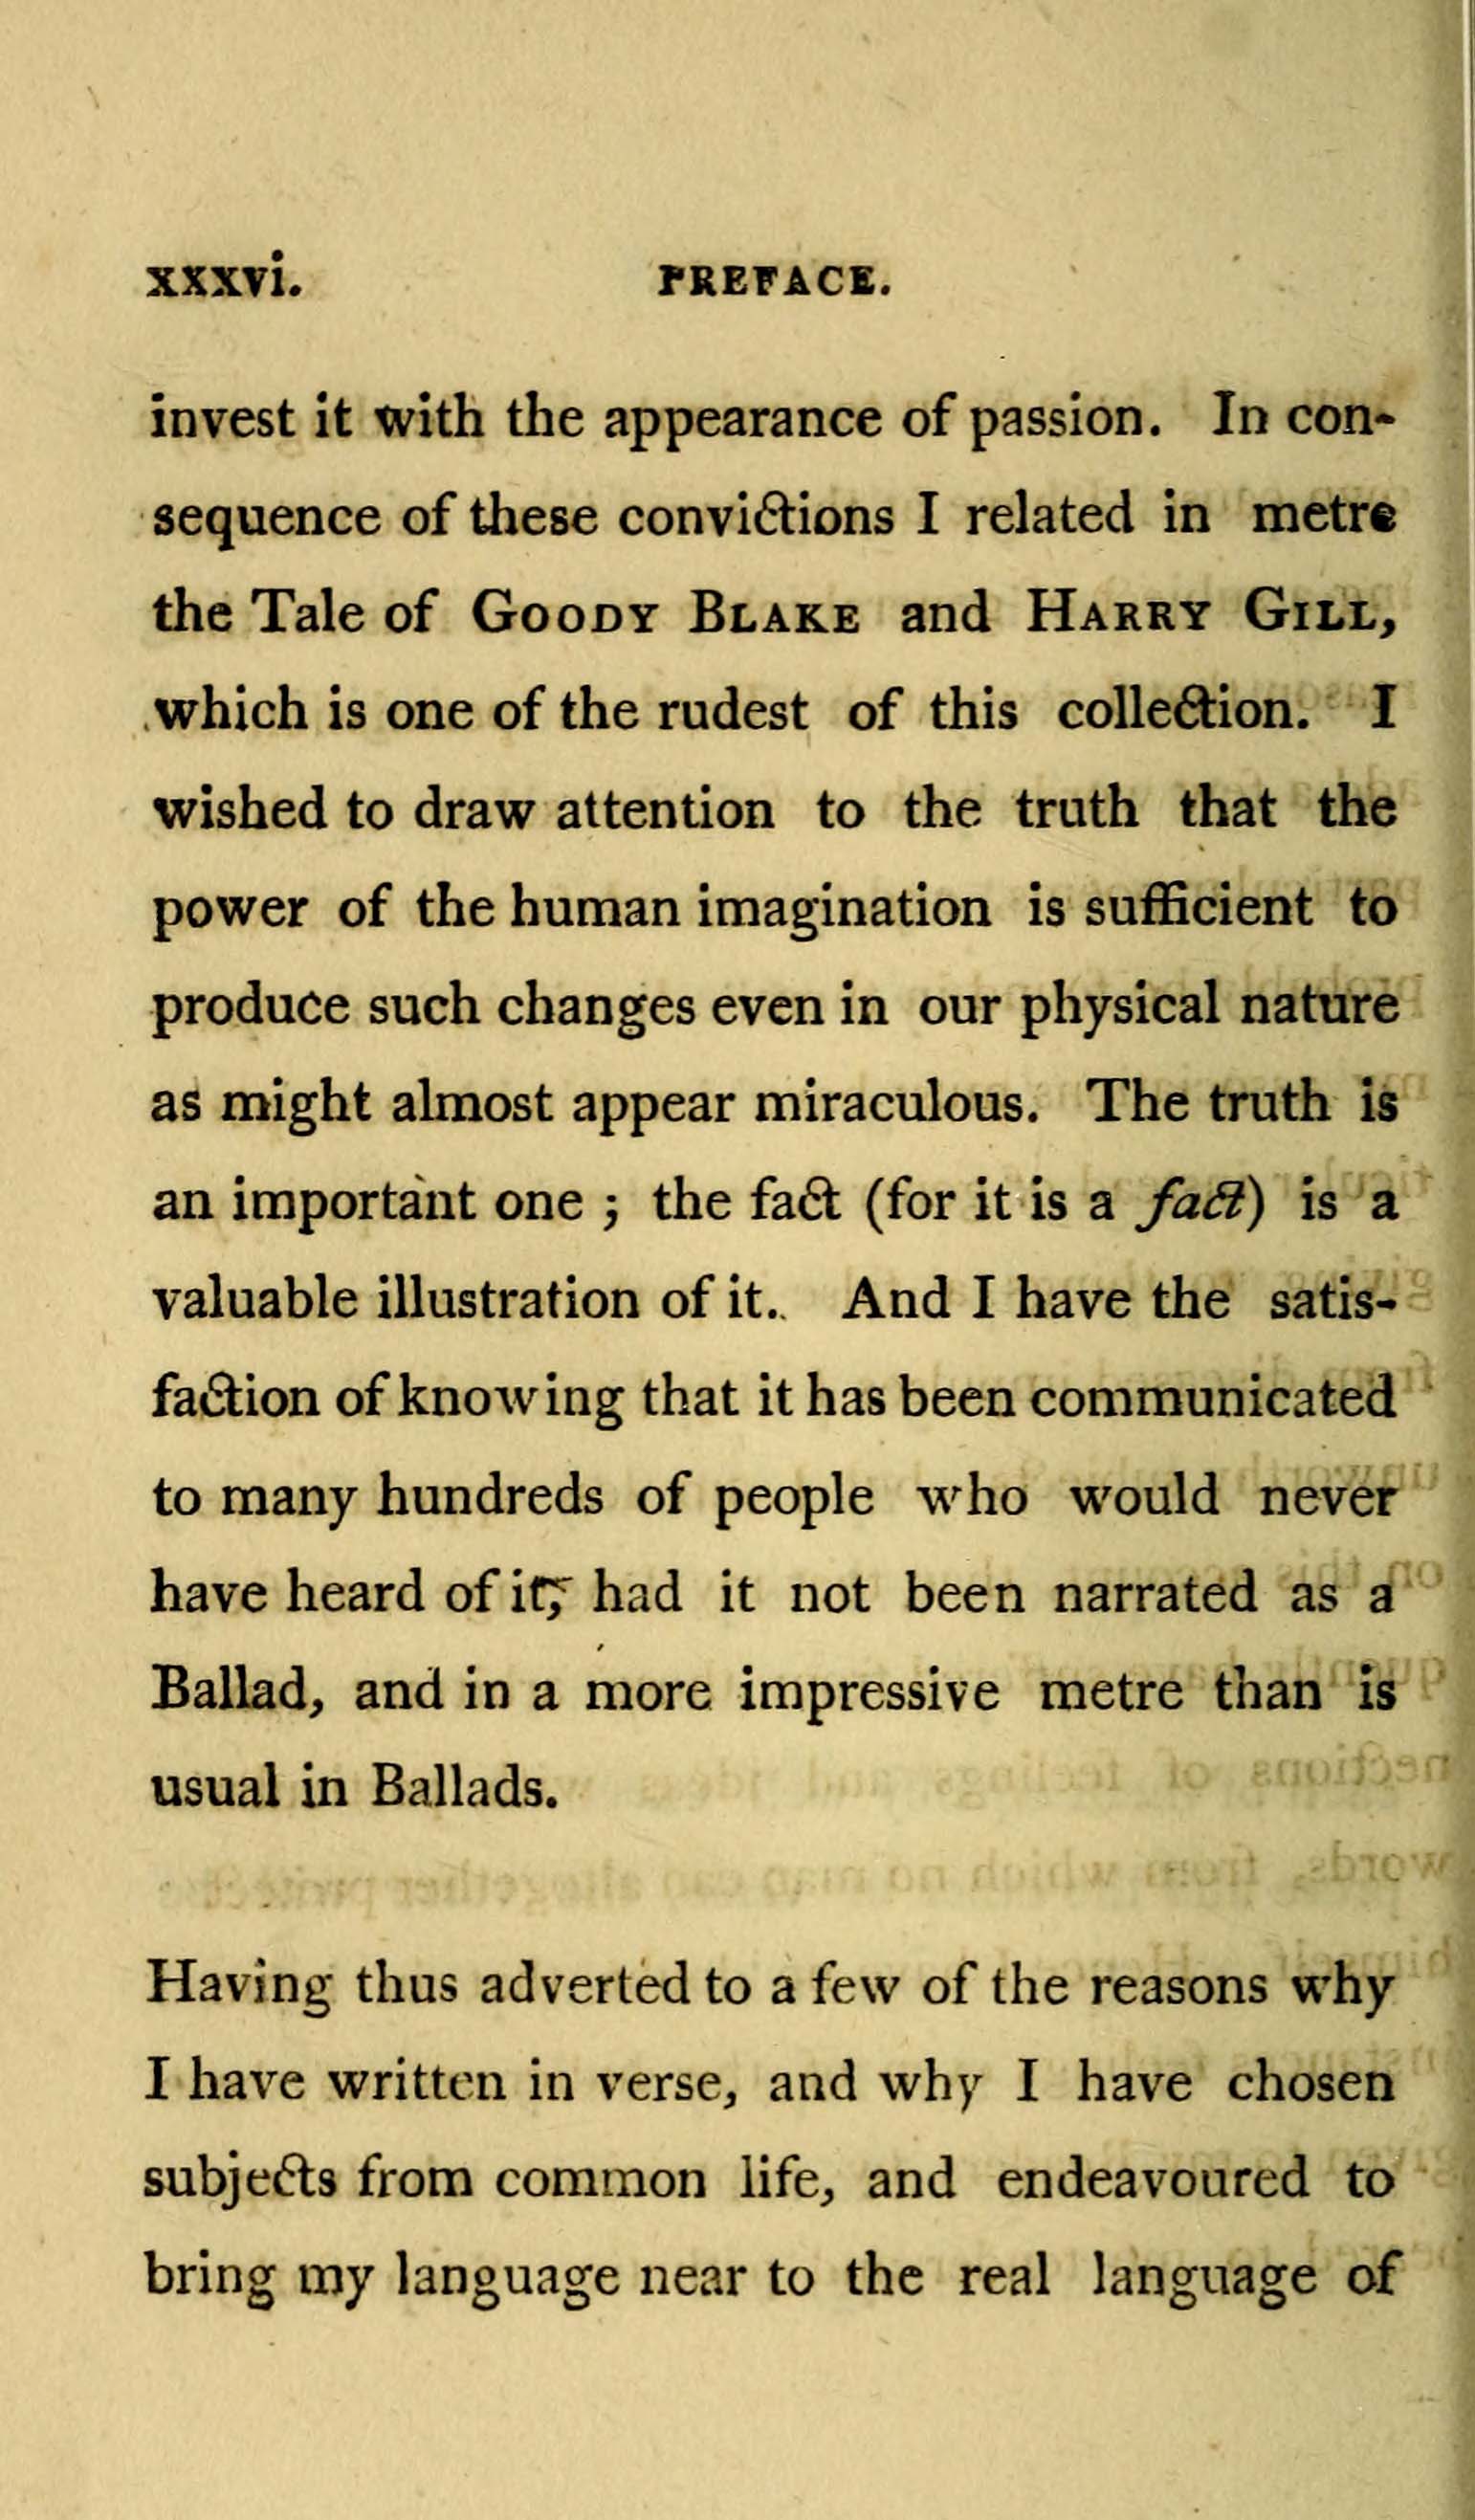 xxxvi. PREFACE.
invest it with the appearance of passion. In con-
sequence of these convictions I related in metre
the Tale of GOODY BLAKE and HARRY GILL,
which is one of the rudest of this collection. I
wished to draw attention to the truth that the
power of the human imagination is sufficient to
produce such changes even in our physical nature
as might almost appear miraculous. The truth is
an important one ; the fact (for it is a fact) is a
valuable illustration of it. And I have the satis-
faction of knowing that it has been communicated
to many hundreds of people who would never
have heard of it, had it not been narrated as a
Ballad, and in a more impressive metre than is
usual in Ballads.
Having thus adverted to a few of the reasons why
I have written in verse, and why I have chosen
subjects from common life, and endeavoured to
bring my language near to the real language of